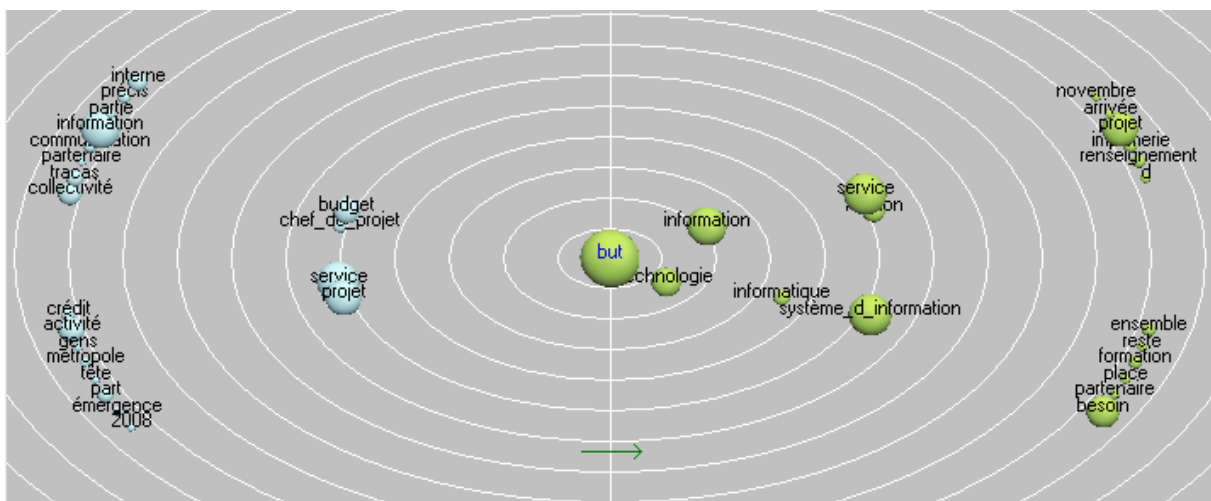 interne
précis
partie
information
communication
partenaire
tracas
collectivité
budget
chef_de_projet
service
projet
crédit
activité
gens
métropole
tête
part
émergence
2008
but
information
technologie
informatique
système_d_information
service
novembre
arrivée
projet
imprimerie
renseignement
d
ensemble
reste
formation
place
partenaire
besoin